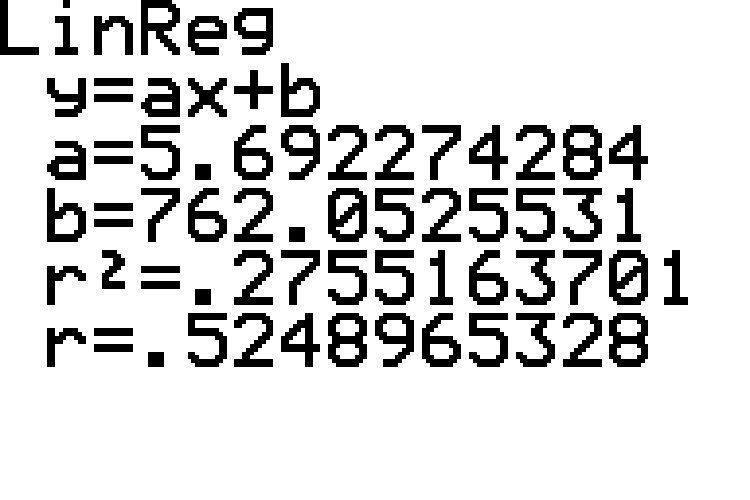 LinReg
y=ax+b
a=5.692274284
b=762.0525531
r²=.2755163701
r=.5248965328